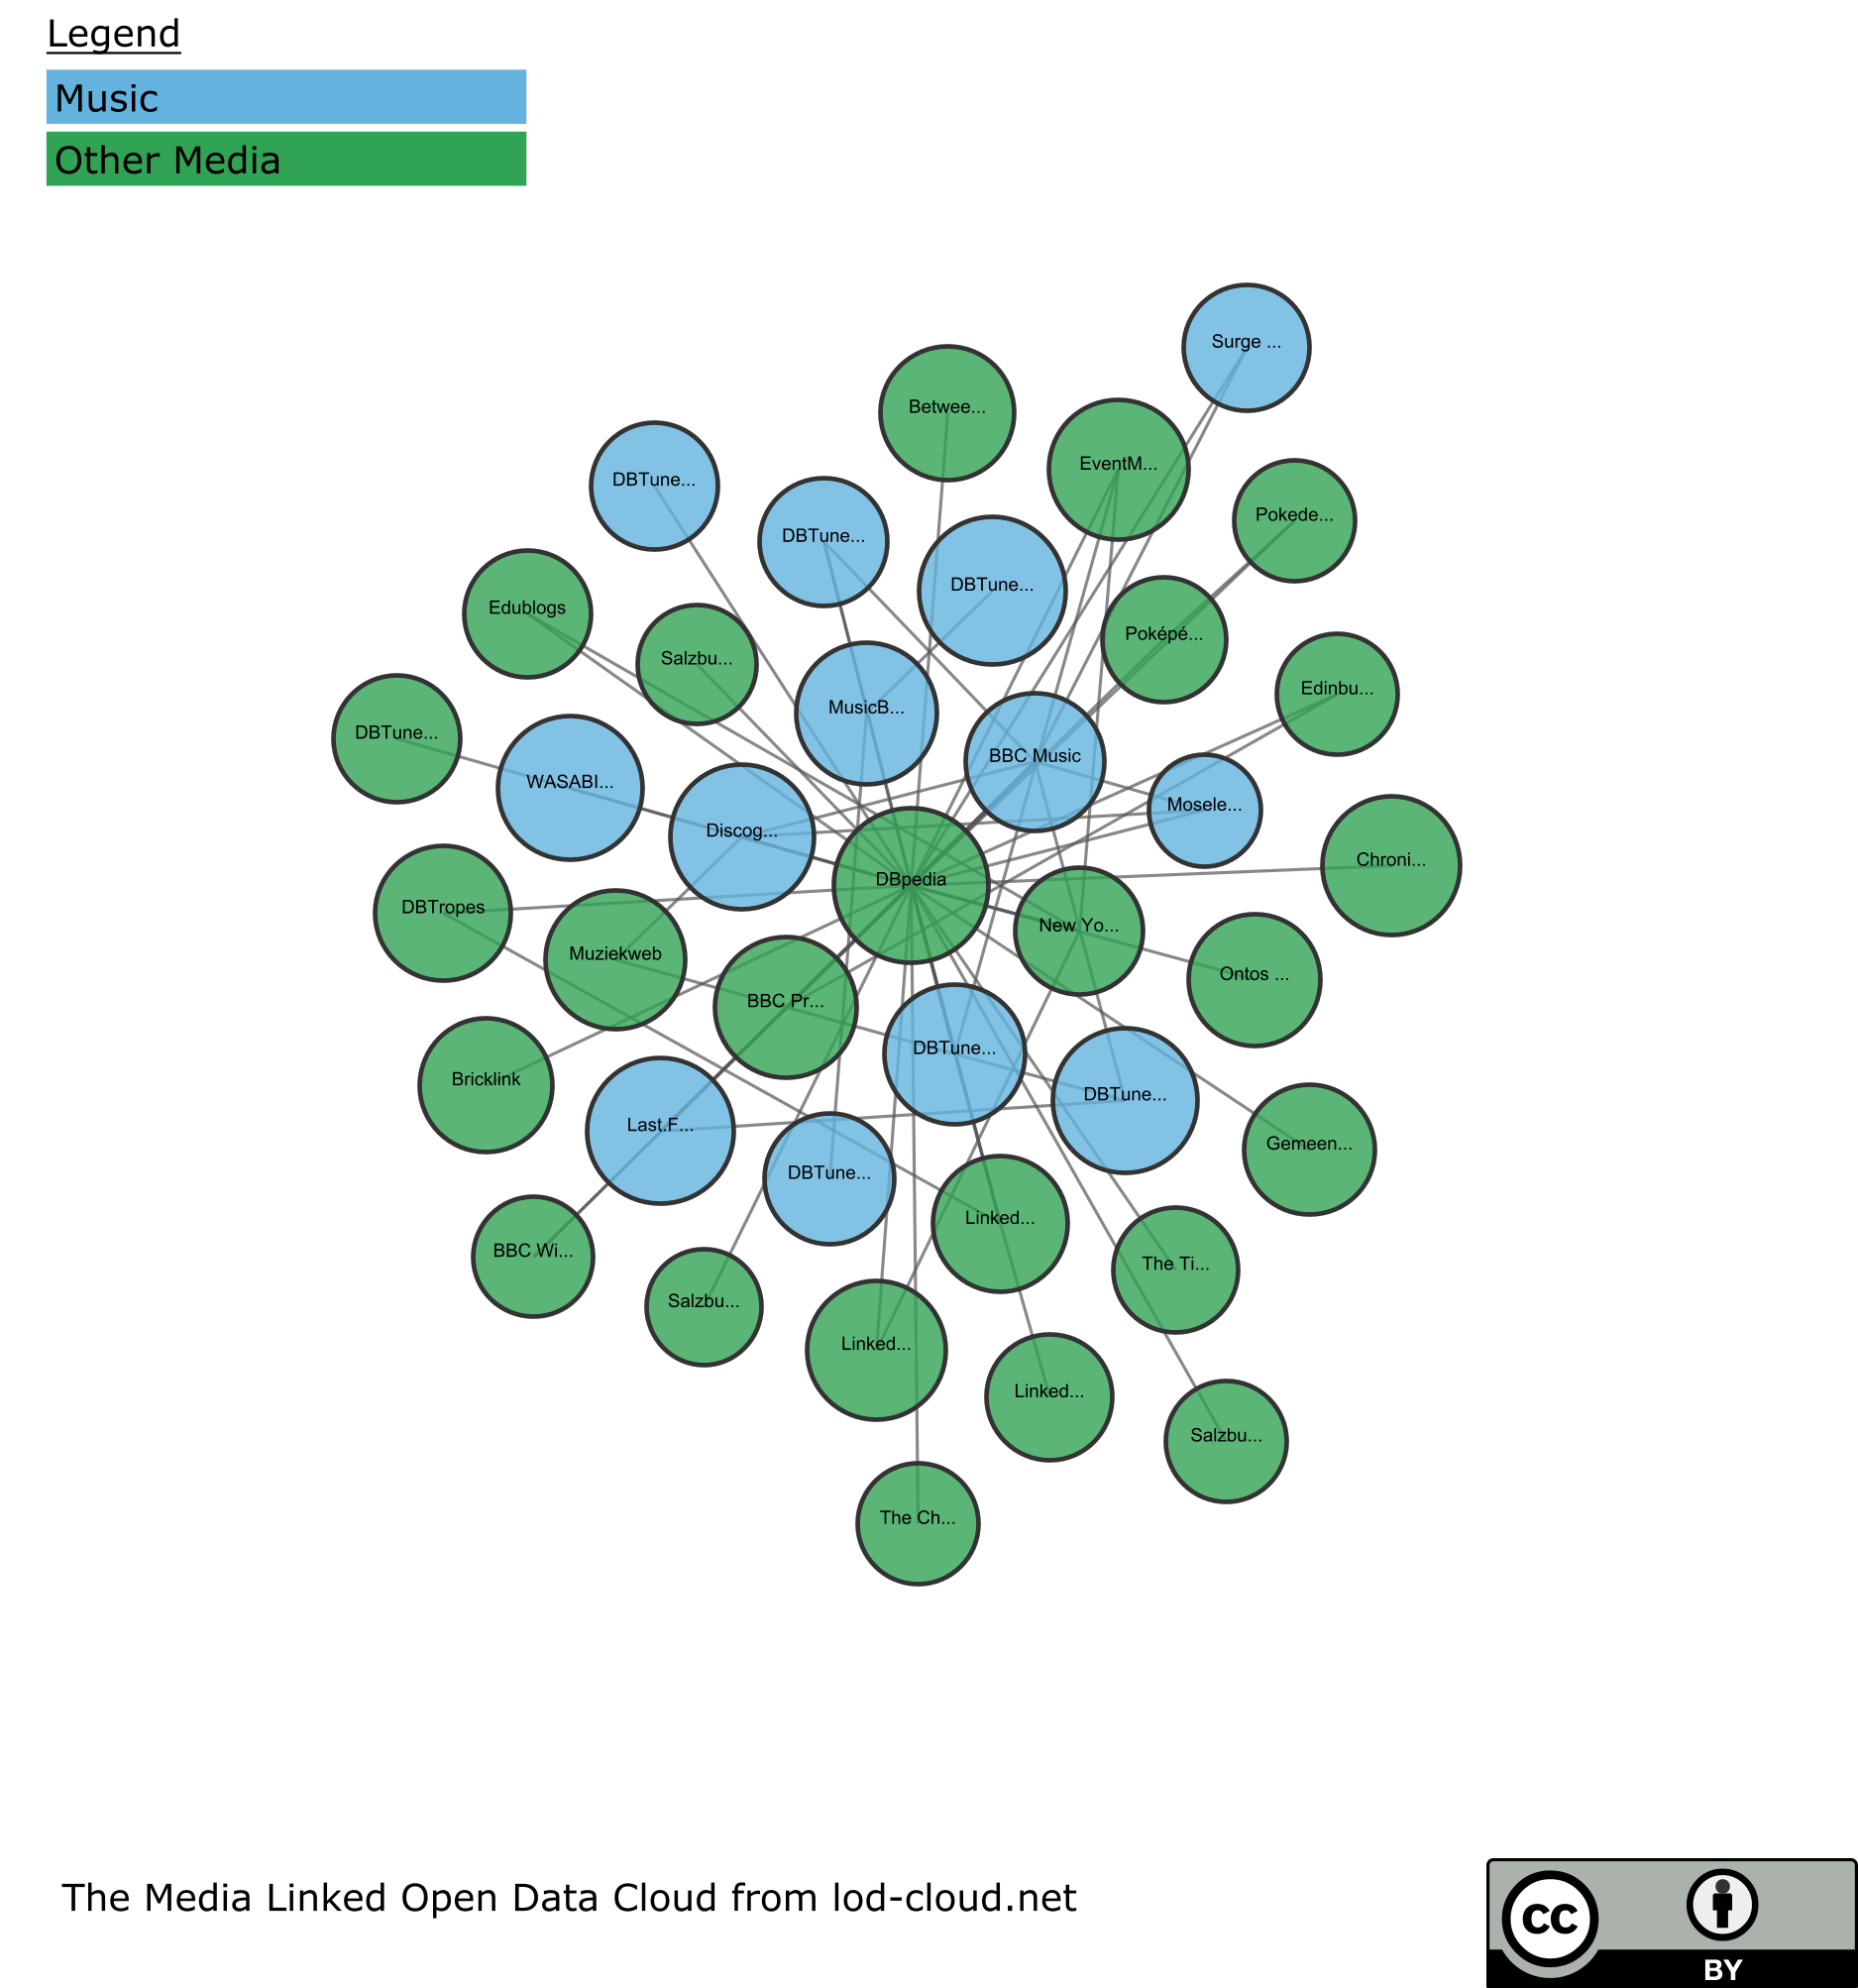 Legend
Music
Other Media
Surge ...
Betwee...
EventM...
DBTune...
Pokede...
DBTune...
DBTune...
Edublogs
Poképé...
Salzbu...
Edinbu...
MusicB...
DBTune...
BBC Music
WASABI...
Mosele...
Discog...
Chroni...
DBpedia
DBTropes
New Yo...
Muziekweb
Ontos ...
BBC Pr...
DBTune...
Bricklink
DBTune...
Last.F...
Gemeen...
DBTune...
Linked...
BBC Wi...
The Ti...
Salzbu...
Linked...
Linked...
Salzbu...
The Ch...
The Media Linked Open Data Cloud from lod-cloud.net
cc
BY